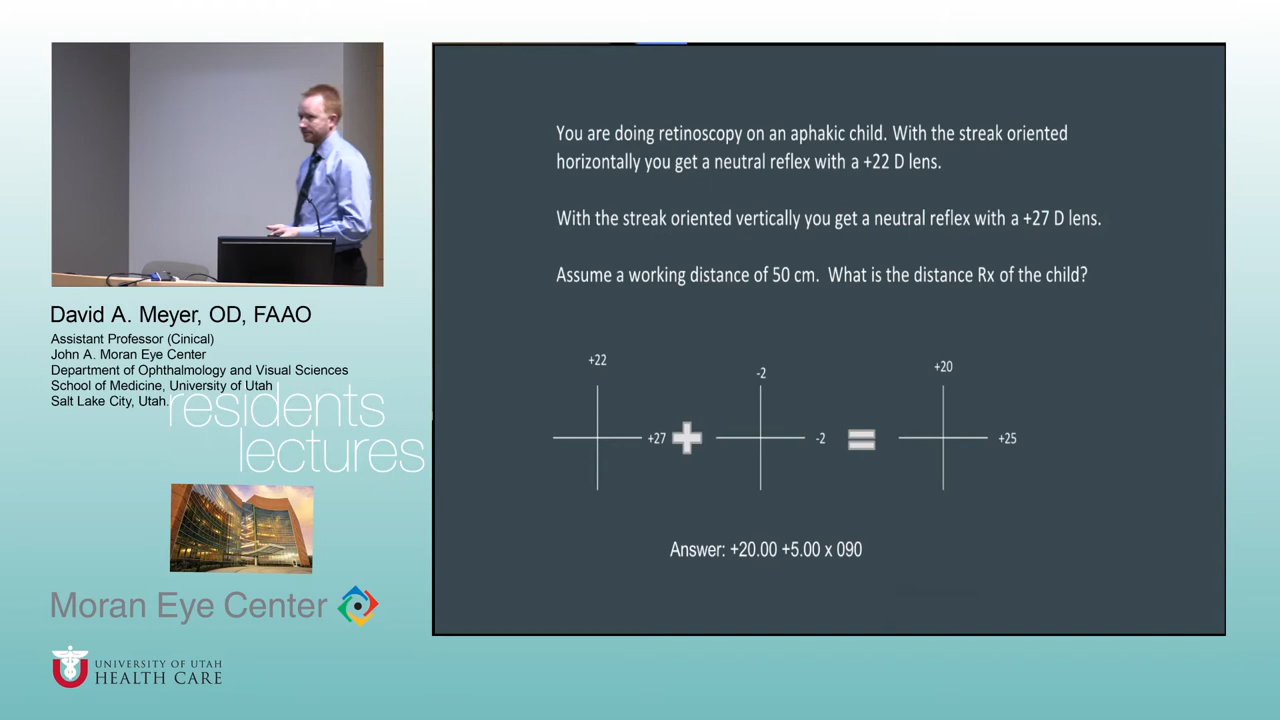 You are doing retinoscopy on an aphakic child. With the streak oriented
horizontally you get a neutral reflex with a +22 D lens.
With the streak oriented vertically you get a neutral reflex with a +27 D lens.
Assume a working distance of 50 cm. What is the distance Rx of the child?
+22
+27
-2
-2
+20
+25
Answer: +20.00 +5.00 x 090
David A. Meyer, OD, FAAO
Assistant Professor (Cinical)
John A. Moran Eye Center
Department of Ophthalmology and Visual Sciences
School of Medicine, University of Utah
Salt Lake City, Utah.
residents
lectures
Moran Eye Center
UNIVERSITY OF UTAH
HEALTH CARE